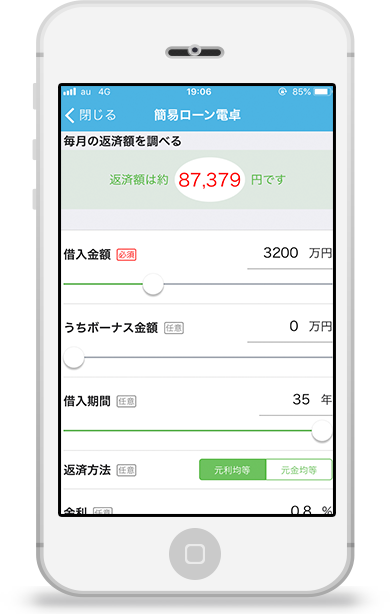 au 4G 19:06 85%
閉じる 簡易ローン電卓
毎月の返済額を調べる
返済額は約 87,379 円です
借入金額 必須 3200 万円
うちボーナス金額 任意 0 万円
借入期間 任意 35 年
返済方法 任意 元利均等 元金均等
金利 任意 0.8 %